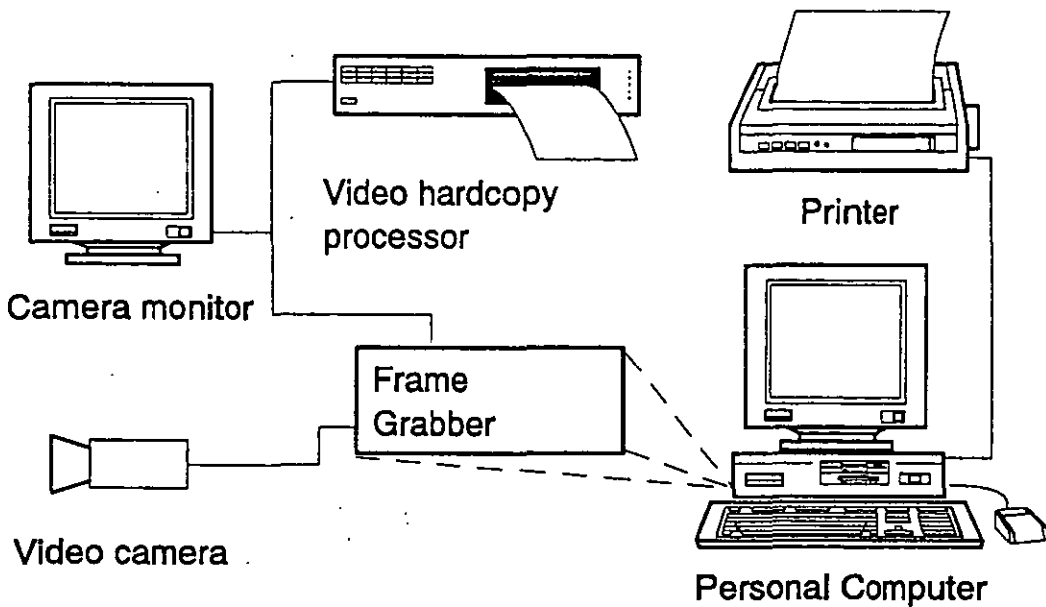 Video hardcopy
processor
Printer
Camera monitor
Frame
Grabber
Video camera
Personal Computer